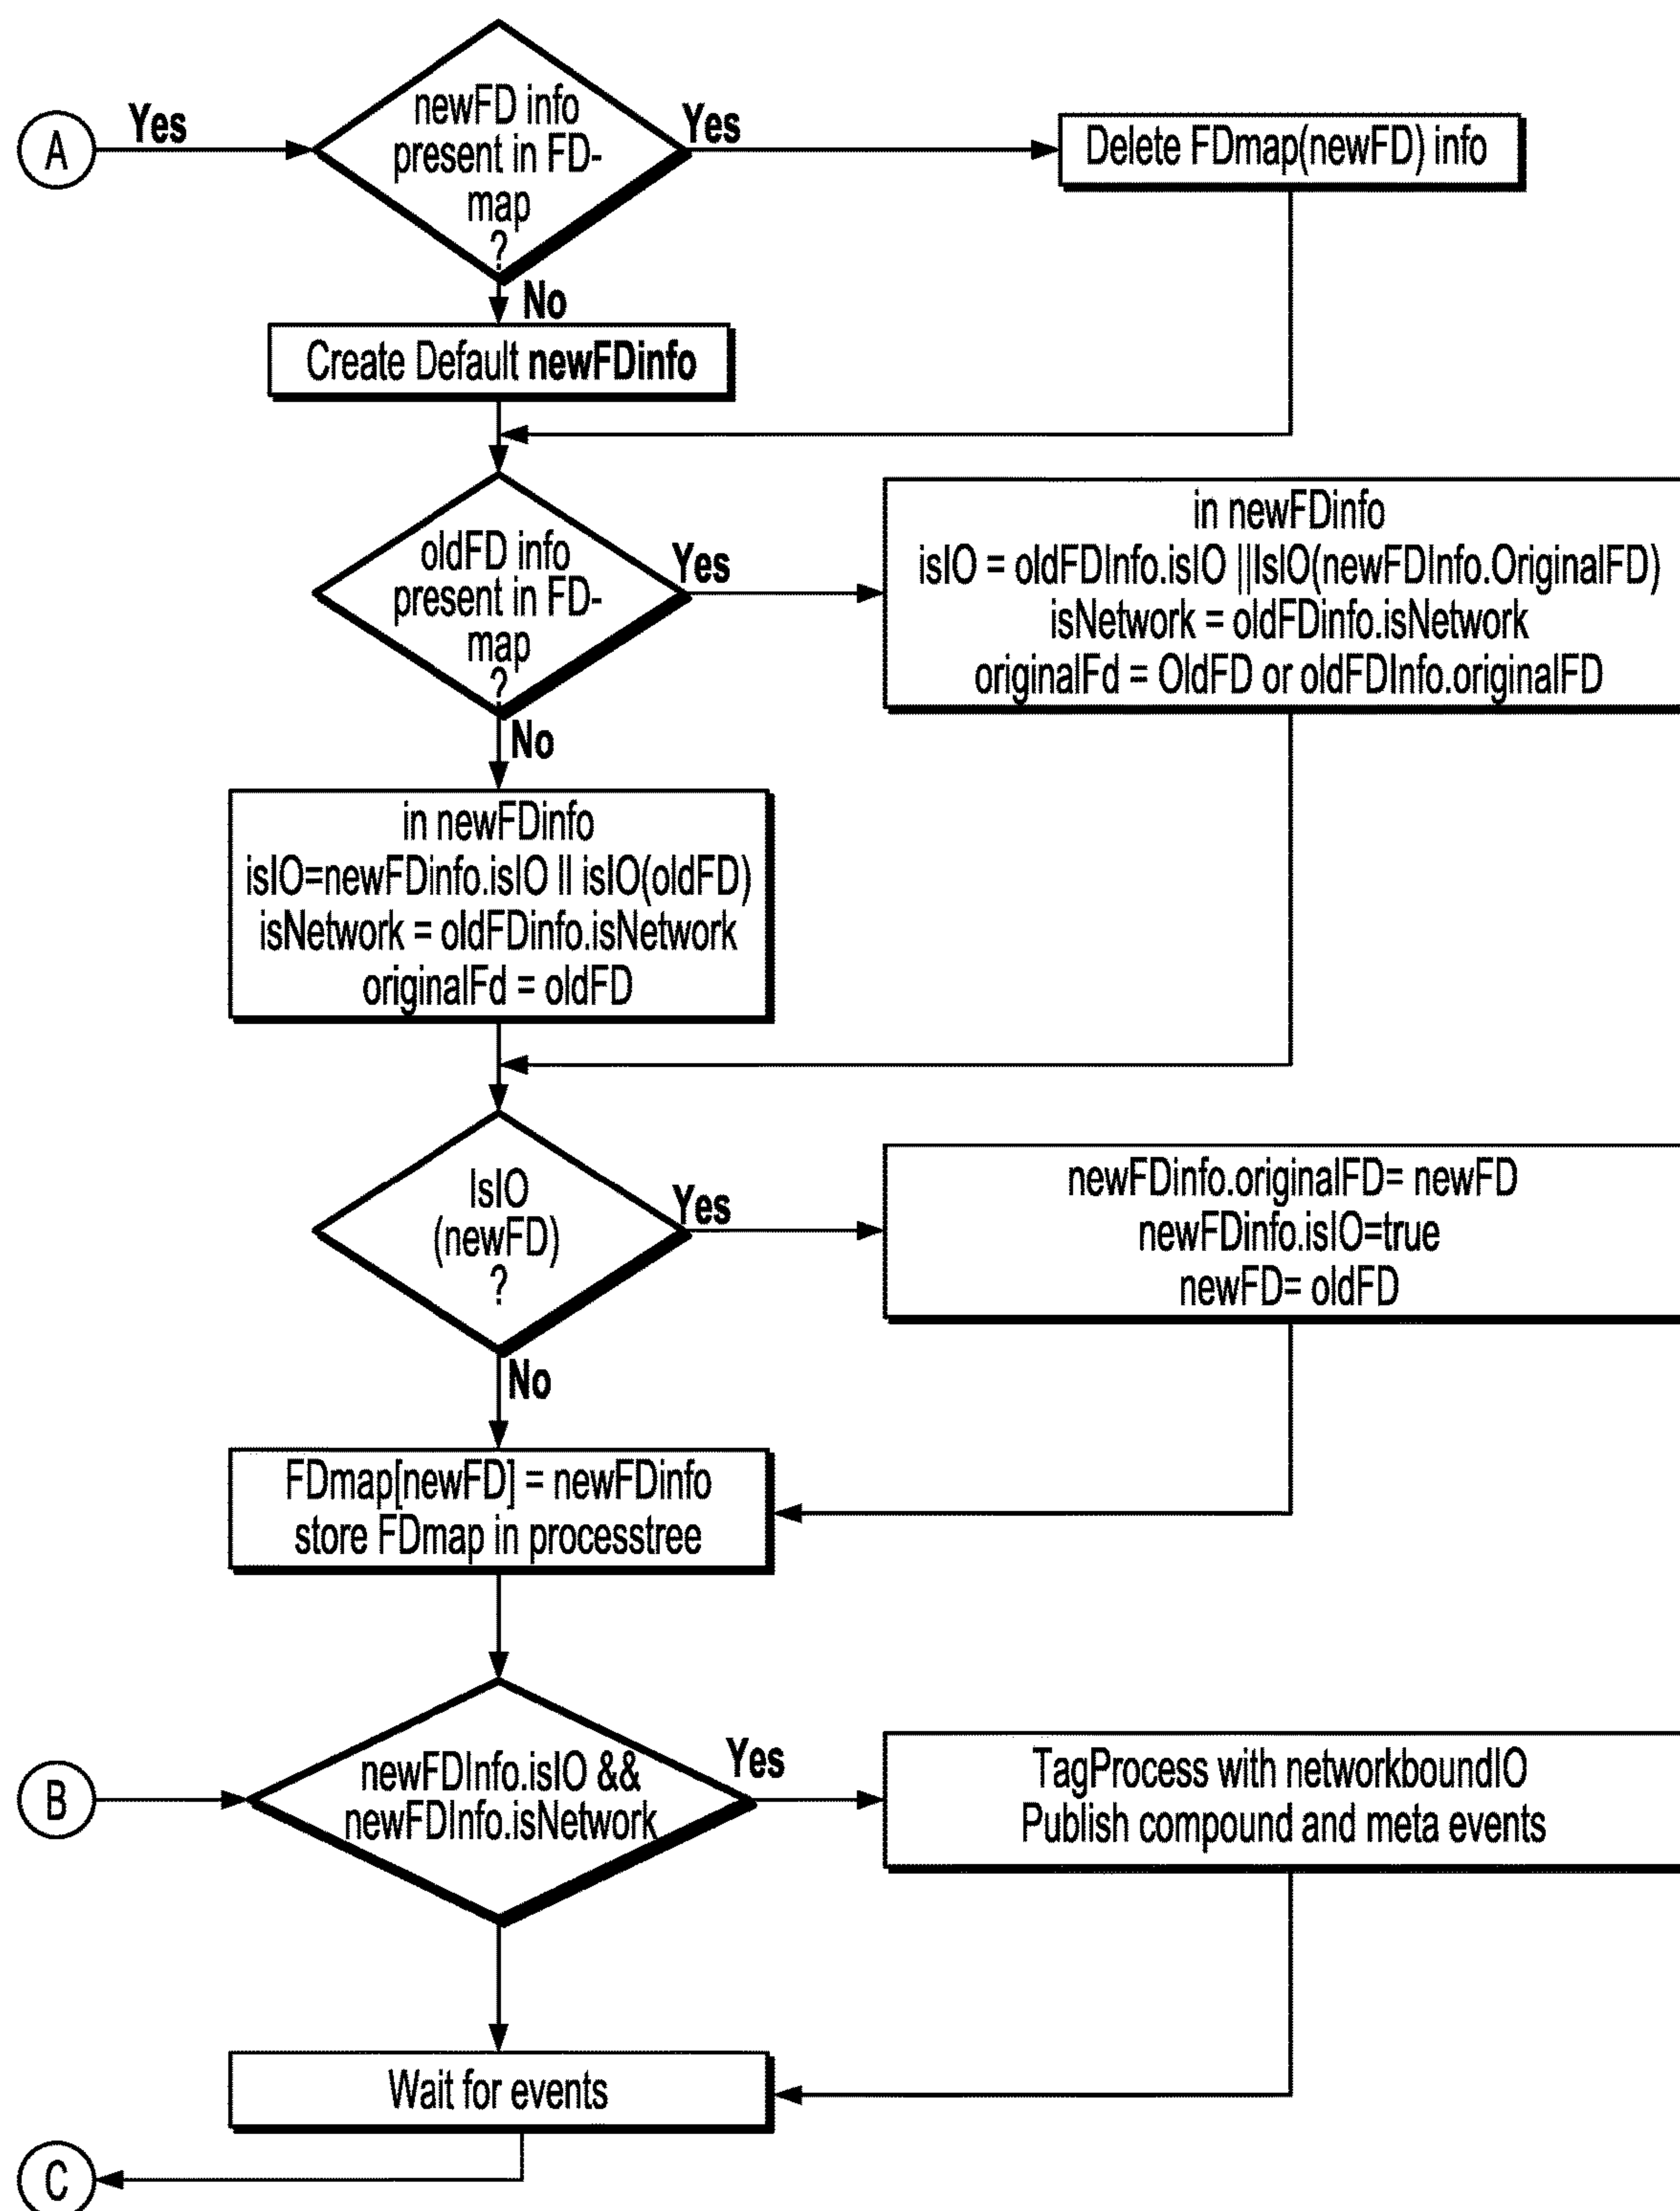 A
Yes
newFD info
present in FD-
map
?
Yes
Delete FDmap(newFD) info
No
Create Default newFDinfo
oldFD info
present in FD-
map
?
Yes
in newFDinfo
isIO = oldFDInfo.isIO ||IsIO(newFDInfo.OriginalFD)
isNetwork = oldFDinfo.isNetwork
originalFd = OldFD or oldFDInfo.originalFD
No
in newFDinfo
isIO=newFDinfo.isIO || isIO(oldFD)
isNetwork = oldFDinfo.isNetwork
originalFd = oldFD
IsIO
(newFD)
?
Yes
newFDinfo.originalFD= newFD
newFDinfo.isIO=true
newFD= oldFD
No
FDmap[newFD] = newFDinfo
store FDmap in processtree
B
newFDInfo.isIO &&
newFDInfo.isNetwork
Yes
TagProcess with networkboundIO
Publish compound and meta events
Wait for events
C